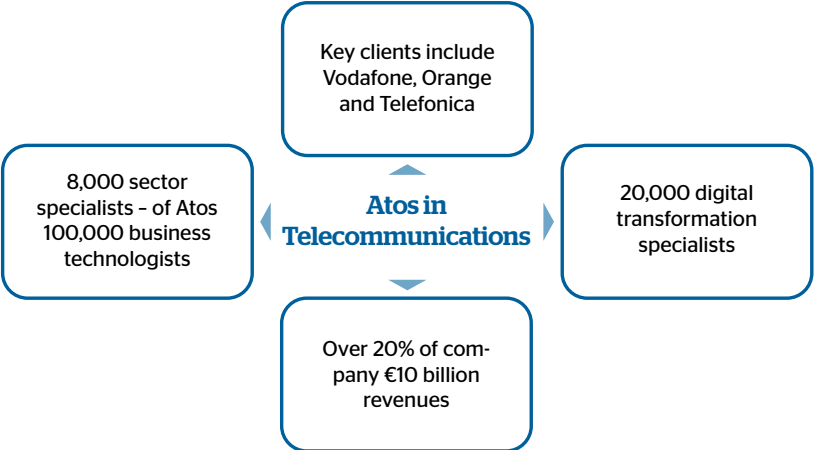 Key clients include
Vodafone, Orange
and Telefonica
8,000 sector
specialists – of Atos
100,000 business
technologists
Atos in
Telecommunications
20,000 digital
transformation
specialists
Over 20% of com-
pany €10 billion
revenues